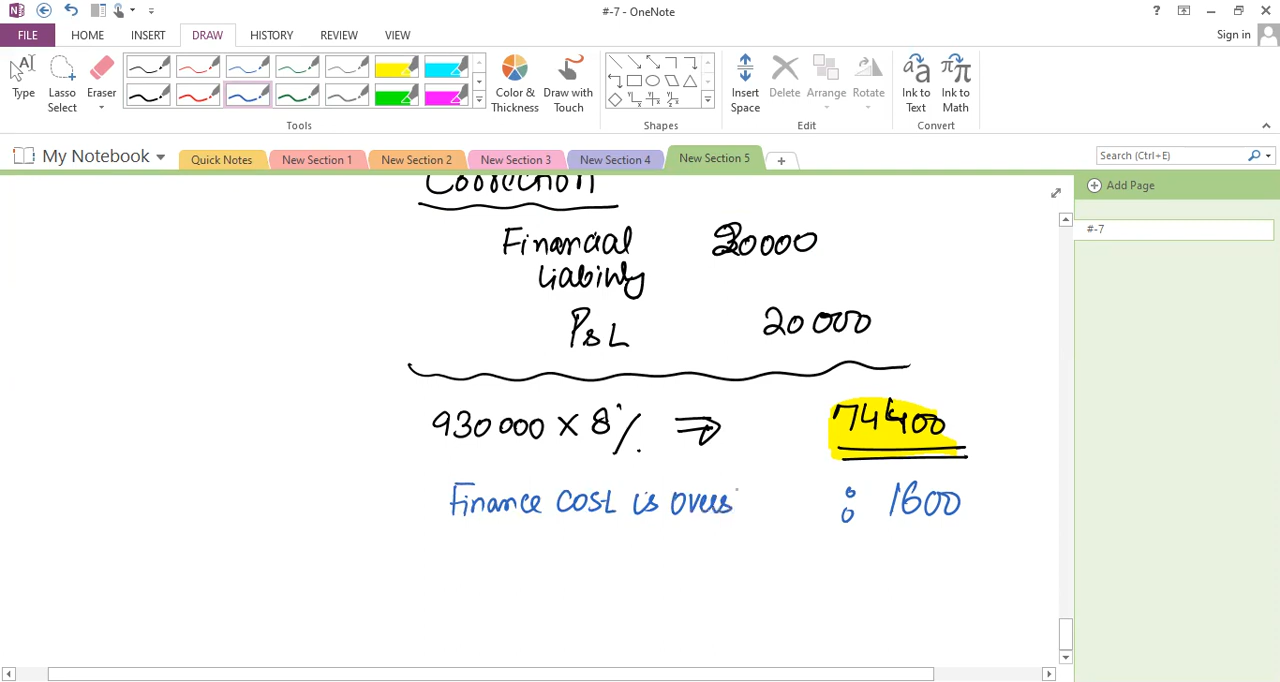 #-7 - OneNote
?
FILE HOME INSERT DRAW HISTORY REVIEW VIEW
Sign in
Type
Lasso Select
Eraser
Color & Thickness
Draw with Touch
Insert Space
Delete
Arrange
Rotate
Ink to Text
Ink to Math
Tools Shapes Edit Convert
My Notebook Quick Notes New Section 1 New Section 2 New Section 3 New Section 4 New Section 5
Search (Ctrl+E)
Add Page
#-7
Correction
Financial 20000
Liability
P&L 20000
930000 × 8% ⇒ 74400
Finance cost is overs : 1600